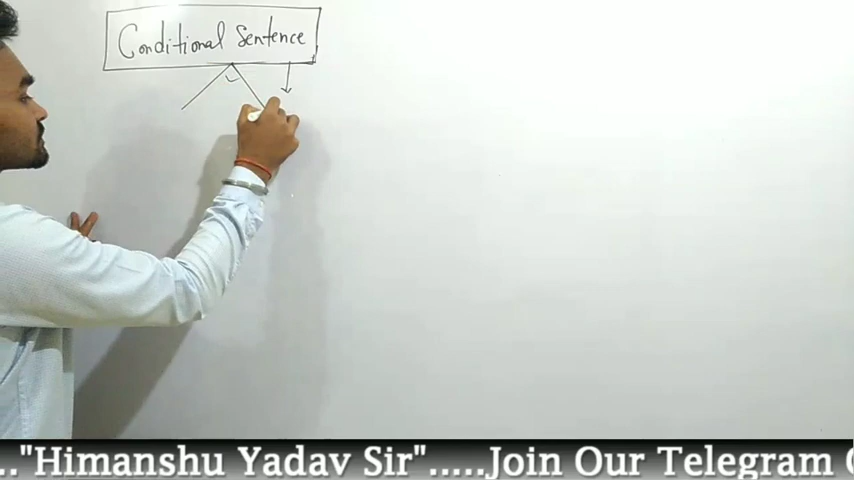 Conditional Sentence
.."Himanshu Yadav Sir".....Join Our Telegram